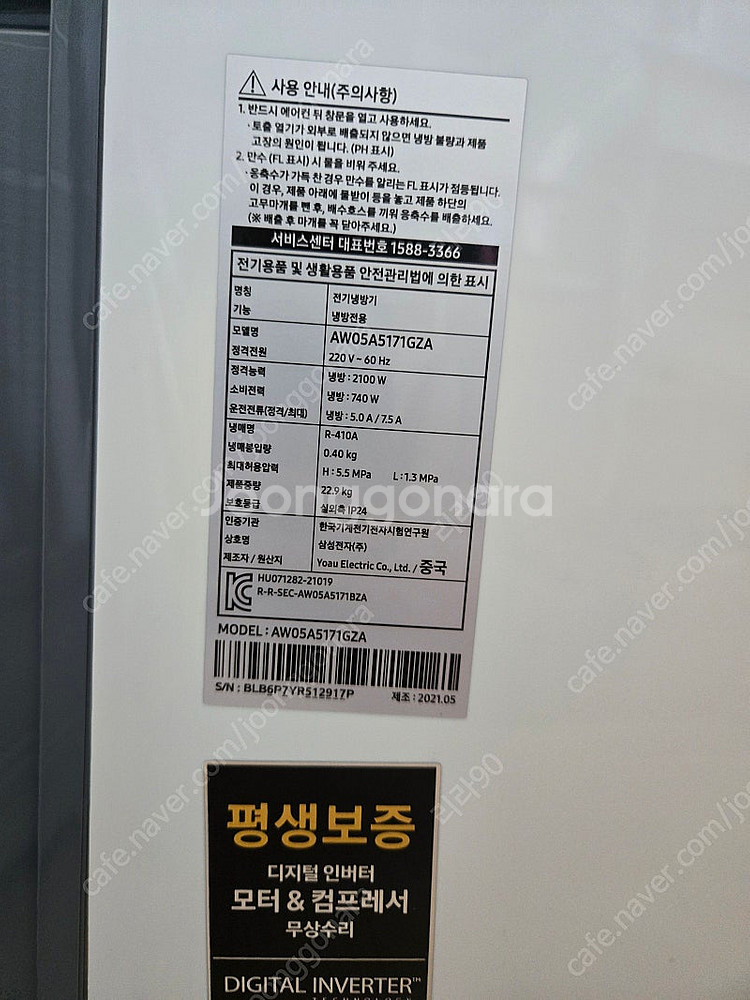 사용 안내(주의사항)
1. 반드시 에어컨 뒤 창문을 열고 사용하세요.
· 토출 열기가 외부로 배출되지 않으면 냉방 불량과 제품
고장의 원인이 됩니다. (PH 표시)
2. 만수 (FL 표시) 시 물을 비워 주세요.
· 응축수가 가득 찬 경우 만수를 알리는 FL 표시가 점등됩니다.
이 경우, 제품 아래에 물받이 등을 놓고 제품 하단의
고무마개를 뺀 후, 배수호스를 끼워 응축수를 배출하세요.
(※ 배출 후 마개를 꼭 닫아주세요.)
서비스센터 대표번호 1588-3366
전기용품 및 생활용품 안전관리법에 의한 표시
명칭 전기냉방기
기능 냉방전용
모델명 AW05A5171GZA
정격전원 220 V ~ 60 Hz
정격능력 냉방 : 2100 W
소비전력 냉방 : 740 W
운전전류(정격/최대) 냉방 : 5.0 A / 7.5 A
냉매명 R-410A
냉매봉입량 0.40 kg
최대허용압력 H : 5.5 MPa L : 1.3 MPa
제품중량 22.9 kg
보호등급 실외측 IP24
인증기관 한국기계전기전자시험연구원
상호명 삼성전자(주)
제조자 / 원산지 Youau Electric Co., Ltd. / 중국
HU071282-21019
R-R-SEC-AW05A5171BZA
MODEL : AW05A5171GZA
S/N : BLB6P7YR512917P 제조 : 2021.05
평생보증
디지털 인버터
모터 & 컴프레서
무상수리
DIGITAL INVERTER™
TECHNOLOGY
Joonggonara
cafe.naver.com/joonggonara
라라90